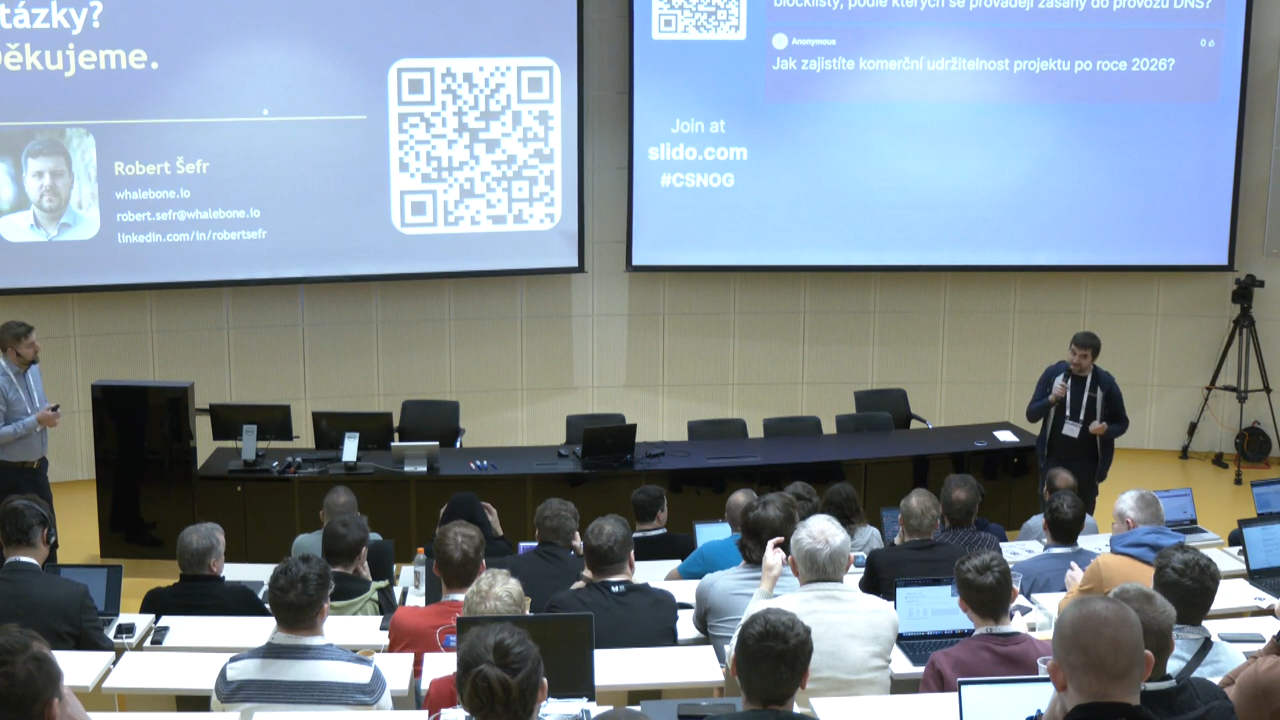 tázky?
Děkujeme.
Robert Šefr
whalebone.io
robert.sefr@whalebone.io
linkedin.com/in/robertsefr
blocklisty, podle kterých se provádějí zásahy do provozu DNS?
Anonymous
0
Jak zajistíte komerční udržitelnost projektu po roce 2026?
Join at
slido.com
#CSNOG